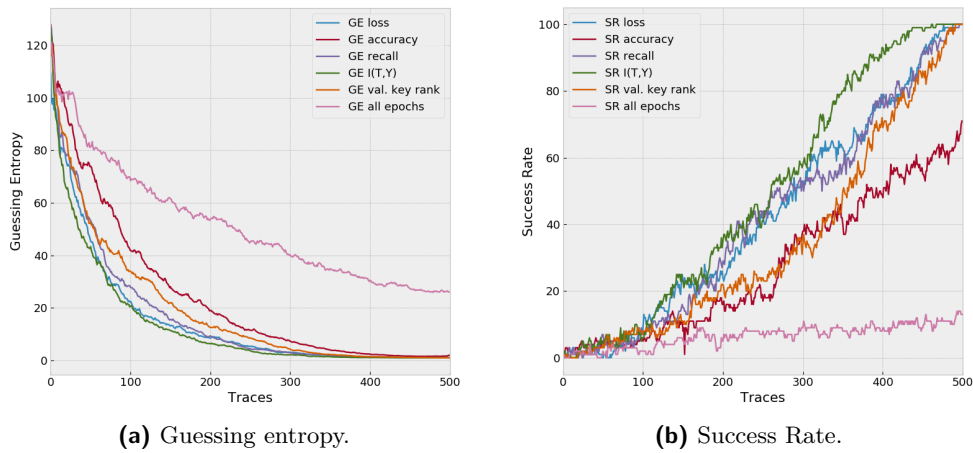 GE loss
GE accuracy
GE recall
GE I(T,Y)
GE val. key rank
GE all epochs
120
100
80
60
40
20
0
Guessing Entropy
0 100 200 300 400 500
Traces
(a) Guessing entropy.
SR loss
SR accuracy
SR recall
SR I(T,Y)
SR val. key rank
SR all epochs
100
80
60
40
20
0
Success Rate
0 100 200 300 400 500
Traces
(b) Success Rate.